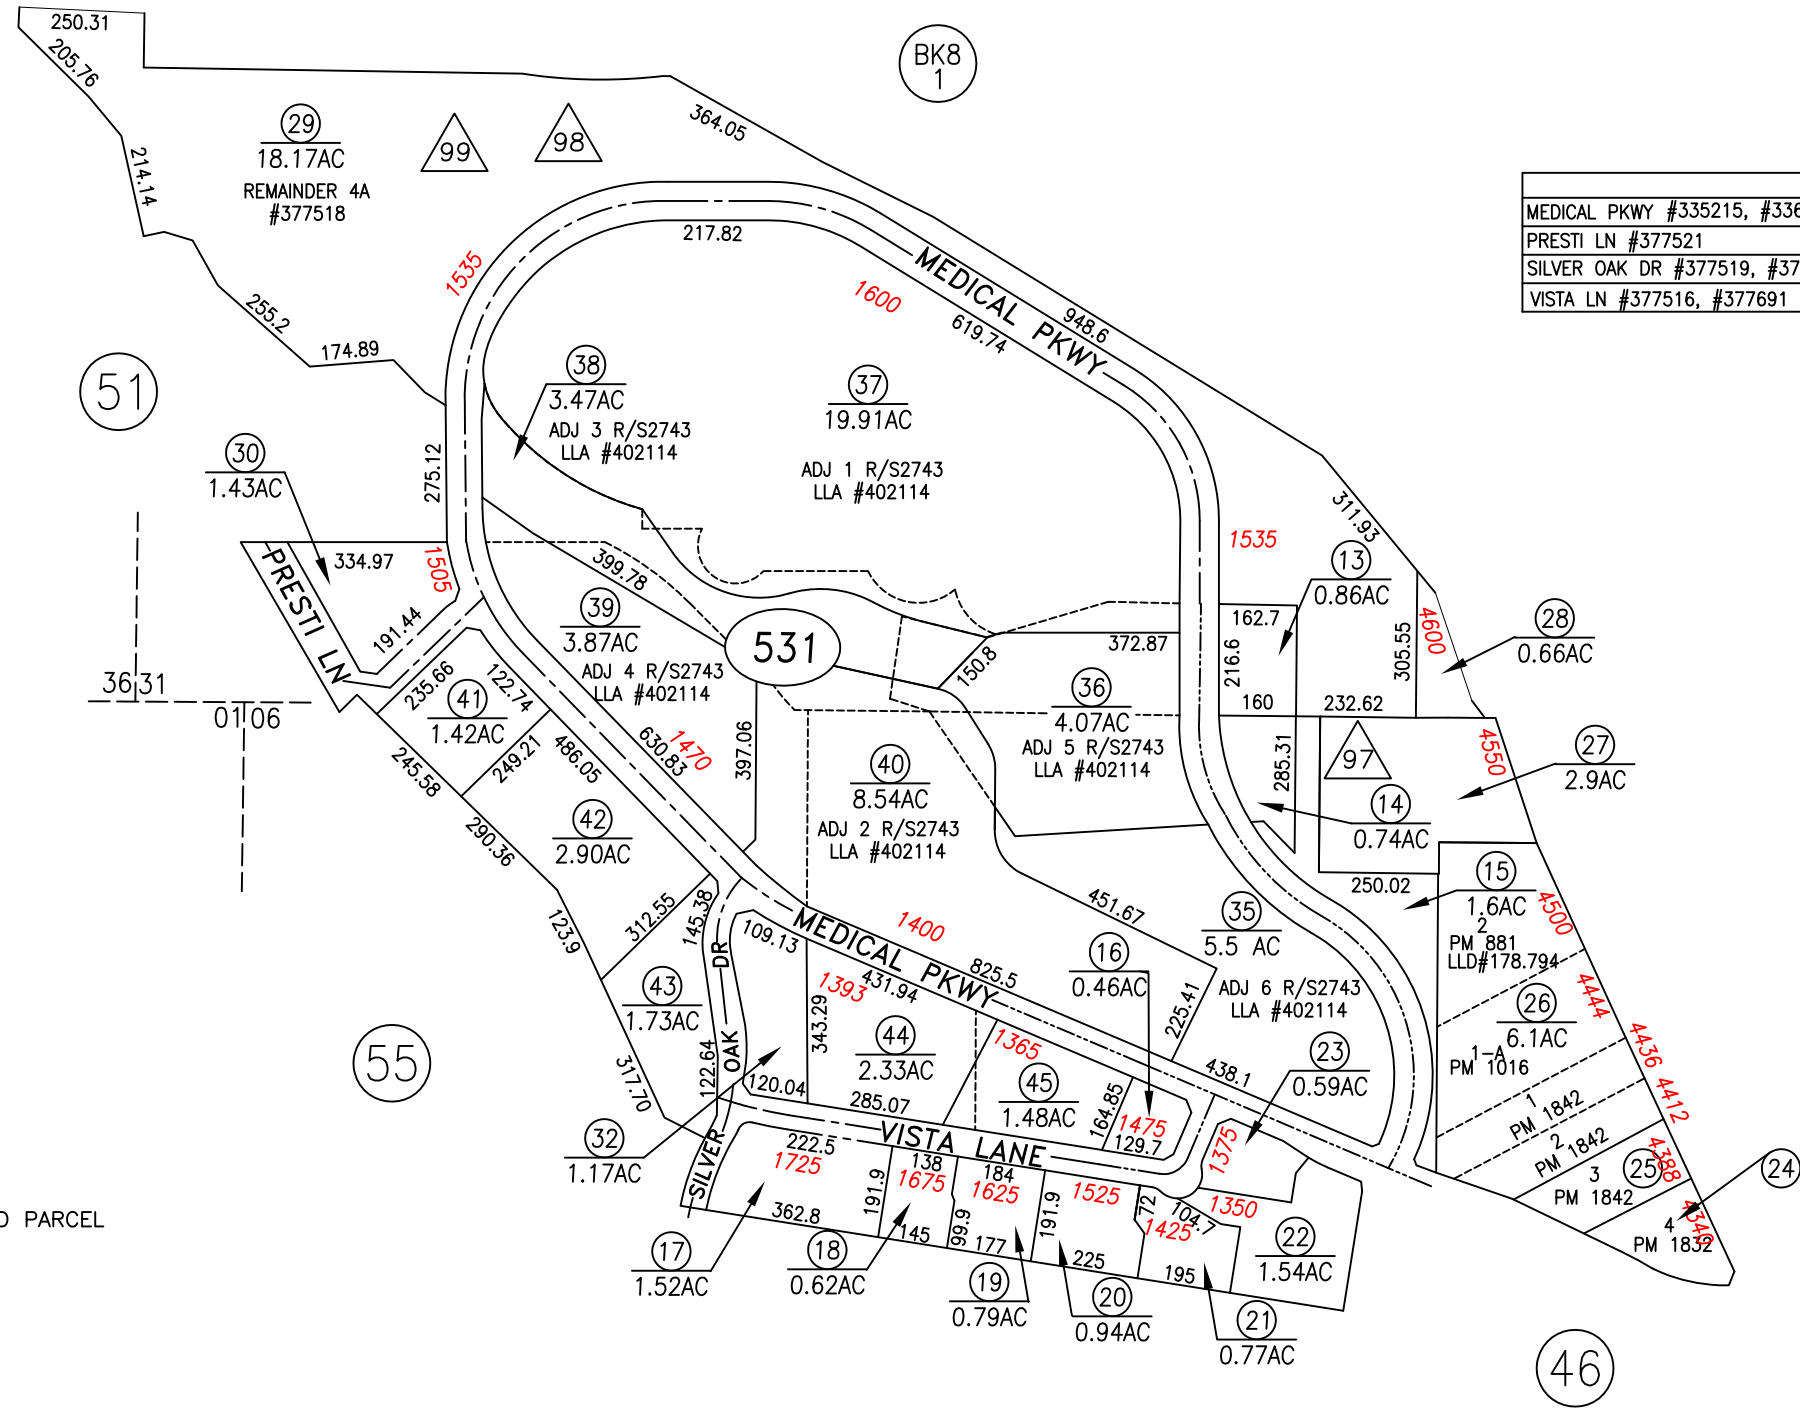 250.31
205.76
214.14
255.2
174.89
29
18.17AC
REMAINDER 4A
#377518
99
98
BK8
1
364.05
948.6
311.93
MEDICAL PKWY #335215, #336
PRESTI LN #377521
SILVER OAK DR #377519, #37
VISTA LN #377516, #377691
1535
217.82
1600
MEDICAL PKWY
619.74
51
38
3.47AC
ADJ 3 R/S2743
LLA #402114
37
19.91AC
ADJ 1 R/S2743
LLA #402114
30
1.43AC
275.12
334.97
1505
PRESTI LN
191.44
399.78
39
3.87AC
ADJ 4 R/S2743
LLA #402114
531
372.87
150.8
1535
13
0.86AC
162.7
216.6
160
305.55
232.62
4600
28
0.66AC
36
31
01
06
235.66
122.74
41
1.42AC
249.21
486.05
630.83
1470
397.06
36
4.07AC
ADJ 5 R/S2743
LLA #402114
285.31
97
4550
27
2.9AC
245.58
290.36
42
2.90AC
40
8.54AC
ADJ 2 R/S2743
LLA #402114
14
0.74AC
250.02
15
1.6AC
2
PM 881
LLD#178.794
4500
123.9
312.55
145.38
109.13
MEDICAL PKWY
1400
825.5
451.67
35
5.5 AC
ADJ 6 R/S2743
LLA #402114
16
0.46AC
225.41
4444
26
6.1AC
1-A
PM 1016
4436
4412
43
1.73AC
317.70
122.64
SILVER OAK DR
343.29
1393
431.94
44
2.33AC
1365
45
1.48AC
164.85
1475
129.7
438.1
23
0.59AC
1375
1
PM 1842
2
PM 1842
3
PM 1842
25
4388
24
4
PM 1832
4340
55
32
1.17AC
120.04
285.07
VISTA LANE
222.5
1725
362.8
191.9
138
1675
145
99.9
184
1625
177
191.9
1525
225
72
104.7
1425
195
1350
22
1.54AC
O PARCEL
17
1.52AC
18
0.62AC
19
0.79AC
20
0.94AC
21
0.77AC
46